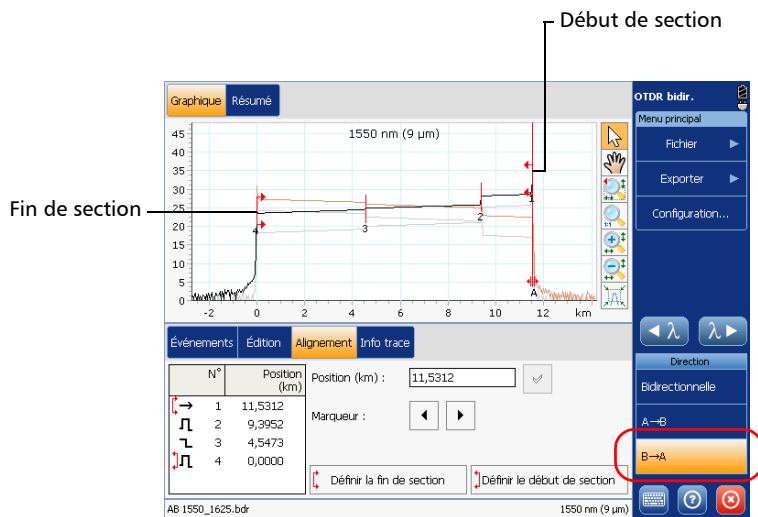 Début de section
Fin de section
Graphique Résumé
1550 nm (9 µm)
45
40
35
30
25
20
15
10
5
0
1
2
3
4
A
-2 0 2 4 6 8 10 12 km
Événements Édition Alignement Info trace
N° Position (km)
1 11,5312
2 9,3952
3 4,5473
4 0,0000
Position (km) : 11,5312
Marqueur :
Définir la fin de section
Définir le début de section
AB 1550_1625.bdr
1550 nm (9 µm)
OTDR bidir.
Menu principal
Fichier
Exporter
Configuration...
1:1
λ λ
Direction
Bidirectionnelle
A→B
B→A